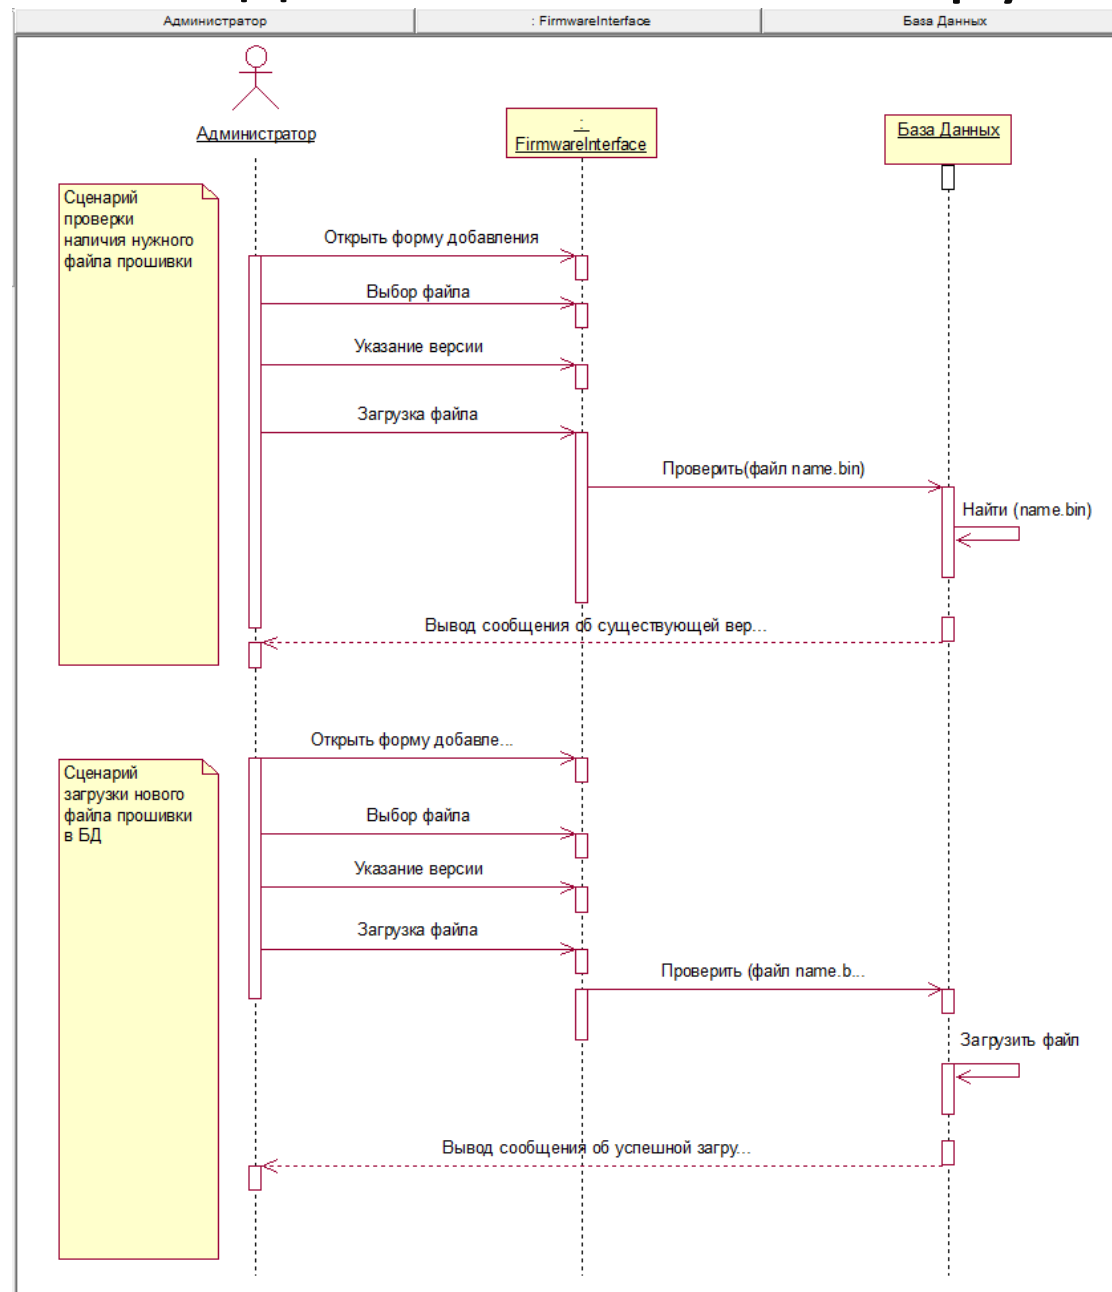 Администратор
: FirmwareInterface
База Данных
Администратор
:
FirmwareInterface
База Данных
Сценарий
проверки
наличия нужного
файла прошивки
Открыть форму добавления
Выбор файла
Указание версии
Загрузка файла
Проверить(файл name.bin)
Найти (name.bin)
Вывод сообщения об существующей вер...
Открыть форму добавле...
Сценарий
загрузки нового
файла прошивки
в БД
Выбор файла
Указание версии
Загрузка файла
Проверить (файл name.b...
Загрузить файл
Вывод сообщения об успешной загру...